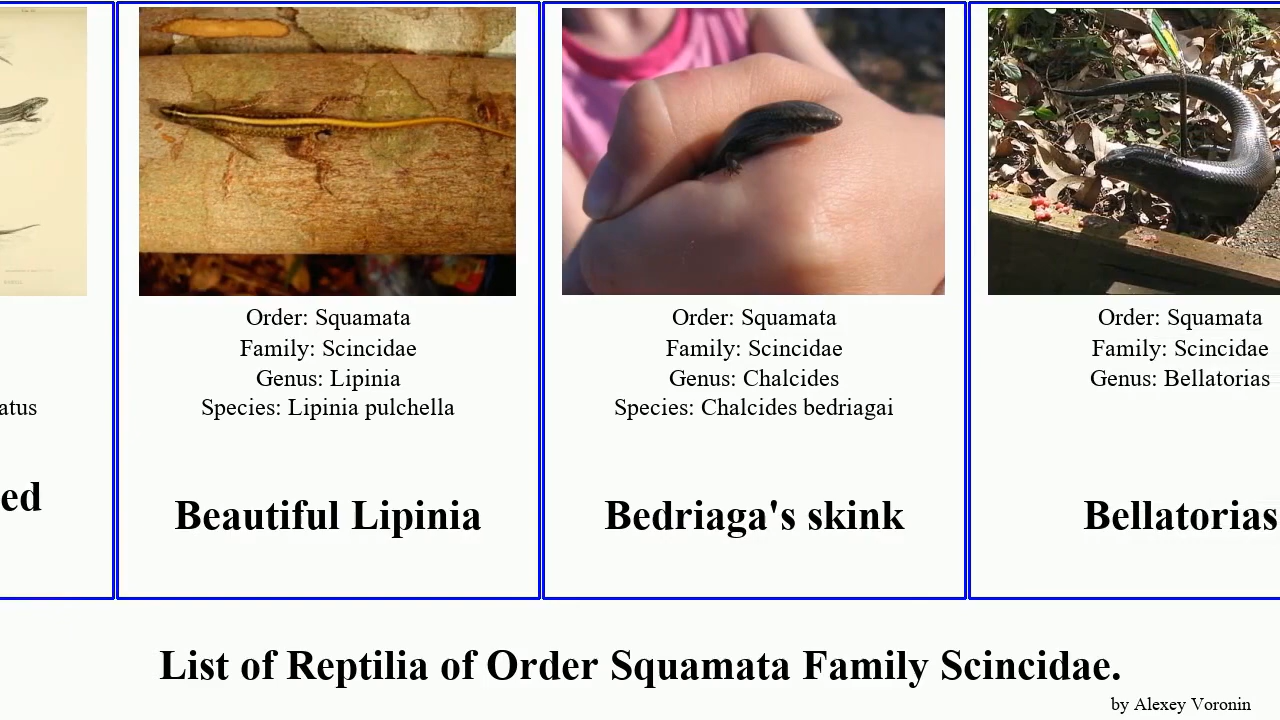 atus
ed
Order: Squamata
Family: Scincidae
Genus: Lipinia
Species: Lipinia pulchella
Beautiful Lipinia
Order: Squamata
Family: Scincidae
Genus: Chalcides
Species: Chalcides bedriagai
Bedriaga's skink
Order: Squamata
Family: Scincidae
Genus: Bellatorias
Bellatorias
List of Reptilia of Order Squamata Family Scincidae.
by Alexey Voronin